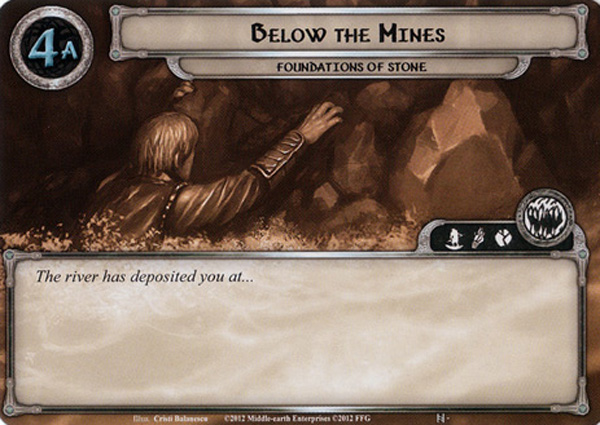 4A
BELOW THE MINES
FOUNDATIONS OF STONE
The river has deposited you at...
Illus. Cristi Balanescu ©2012 Middle-earth Enterprises ©2012 FFG